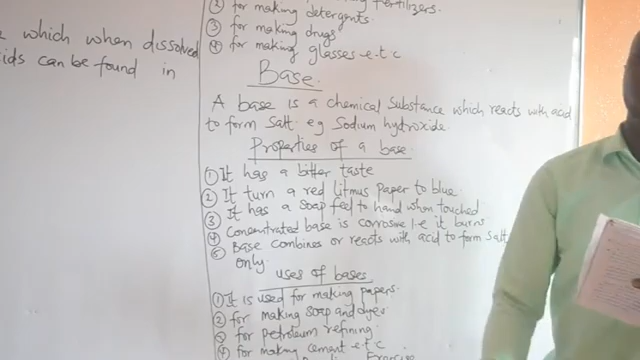 which when dissolved
ids can be found in
② for making detergents.
③ for making drugs
④ for making glasses e.t.c
Base.
A base is a chemical substance which reacts with acid
to form salt. eg Sodium hydroxide.
Properties of a base.
① It has a bitter taste
② It turn a red litmus paper to blue.
③ It has a soap feel to hand when touched
④ Concentrated base is corrosive i.e it burns
⑤ Base combines or reacts with acid to form salt
only.
uses of bases
① It is used for making papers.
② for making soap and dyes
③ for petroleum refining.
④ for making cement e.t.c
Exercise